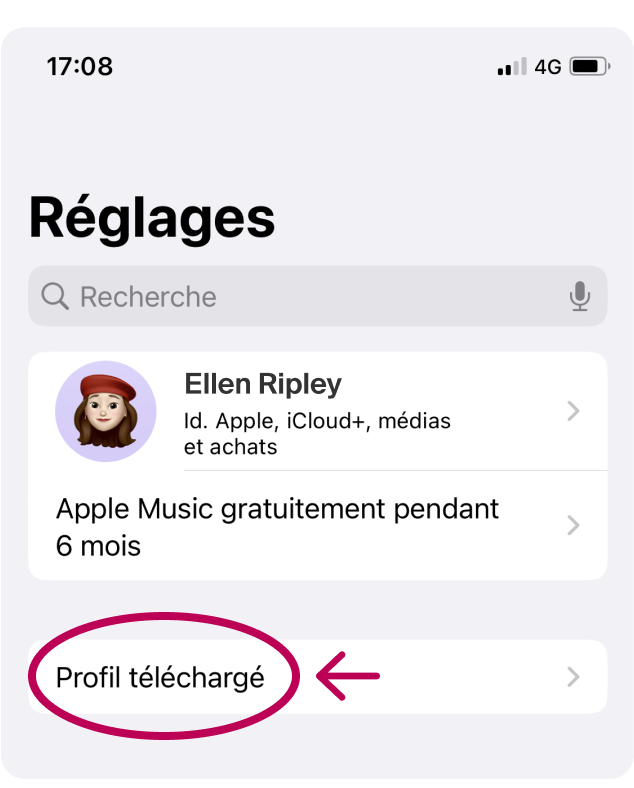 17:08
4G
Réglages
Recherche
Ellen Ripley
Id. Apple, iCloud+, médias
et achats
Apple Music gratuitement pendant
6 mois
Profil téléchargé